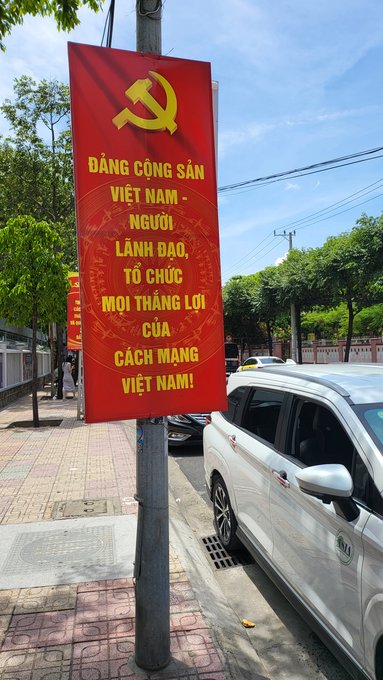 ĐẢNG CỘNG SẢN
VIỆT NAM -
NGƯỜI
LÃNH ĐẠO,
TỔ CHỨC
MỌI THẮNG LỢI
CỦA
CÁCH MẠNG
VIỆT NAM!